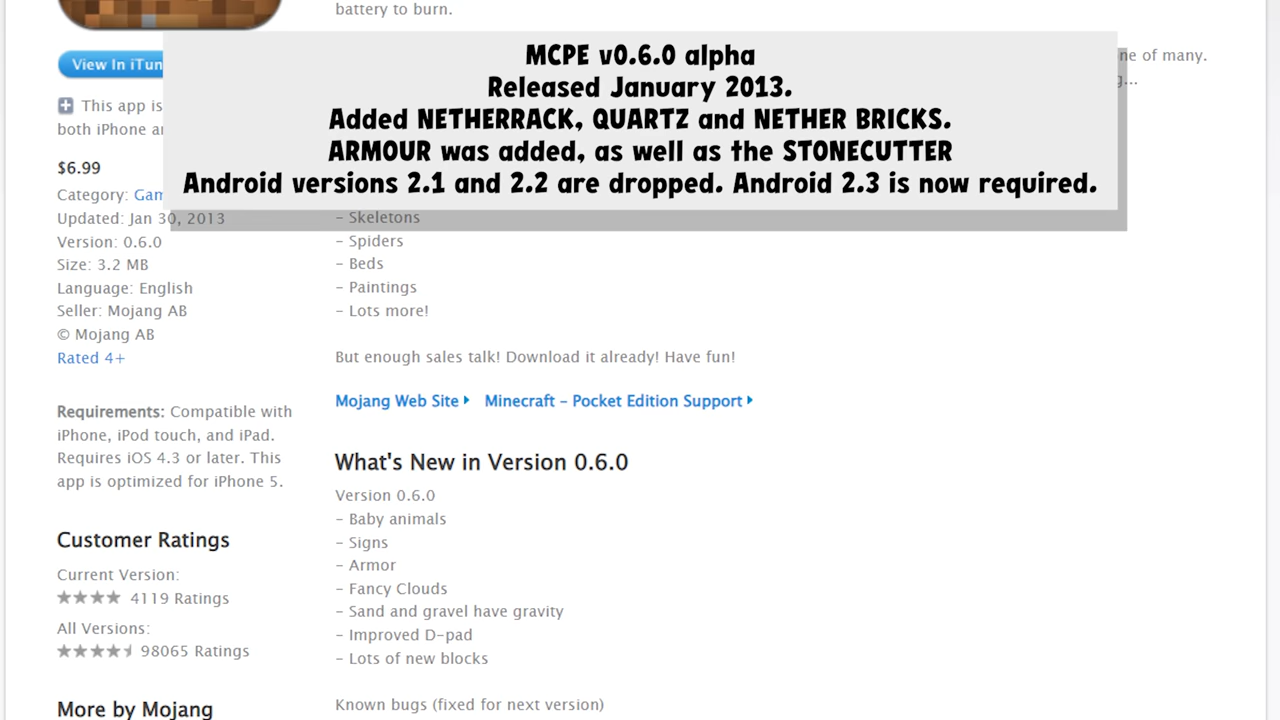 battery to burn.
MCPE v0.6.0 alpha
Released January 2013.
Added NETHERRACK, QUARTZ and NETHER BRICKS.
ARMOUR was added, as well as the STONECUTTER
Android versions 2.1 and 2.2 are dropped. Android 2.3 is now required.
one of many.
View In
This app is
both iPhone
$6.99
Category:
Updated: Jan 30, 2013
Version: 0.6.0
Size: 3.2 MB
Language: English
Seller: Mojang AB
© Mojang AB
Rated 4+
Requirements: Compatible with
iPhone, iPod touch, and iPad.
Requires iOS 4.3 or later. This
app is optimized for iPhone 5.
Customer Ratings
Current Version:
4119 Ratings
All Versions:
98065 Ratings
More by Mojang
- Skeletons
- Spiders
- Beds
- Paintings
- Lots more!
But enough sales talk! Download it already! Have fun!
Mojang Web Site Minecraft – Pocket Edition Support
What's New in Version 0.6.0
Version 0.6.0
- Baby animals
- Signs
- Armor
- Fancy Clouds
- Sand and gravel have gravity
- Improved D-pad
- Lots of new blocks
Known bugs (fixed for next version)